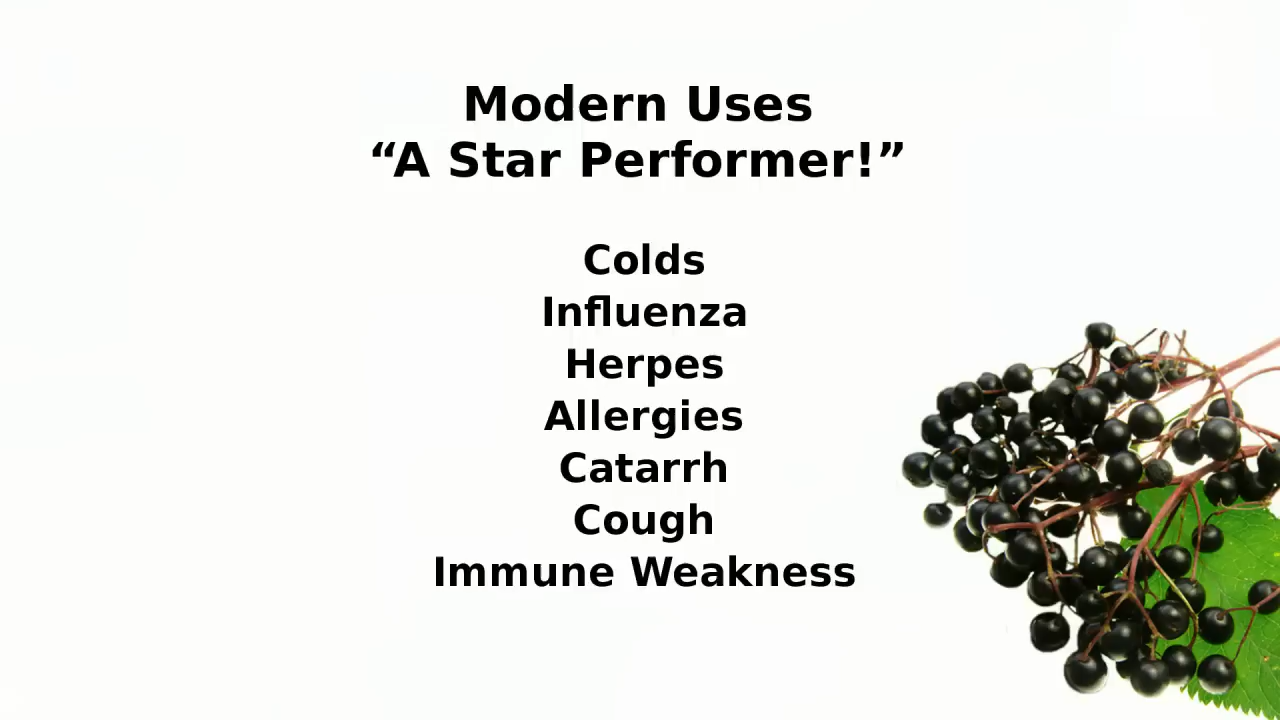 Modern Uses
“A Star Performer!”
Colds
Influenza
Herpes
Allergies
Catarrh
Cough
Immune Weakness